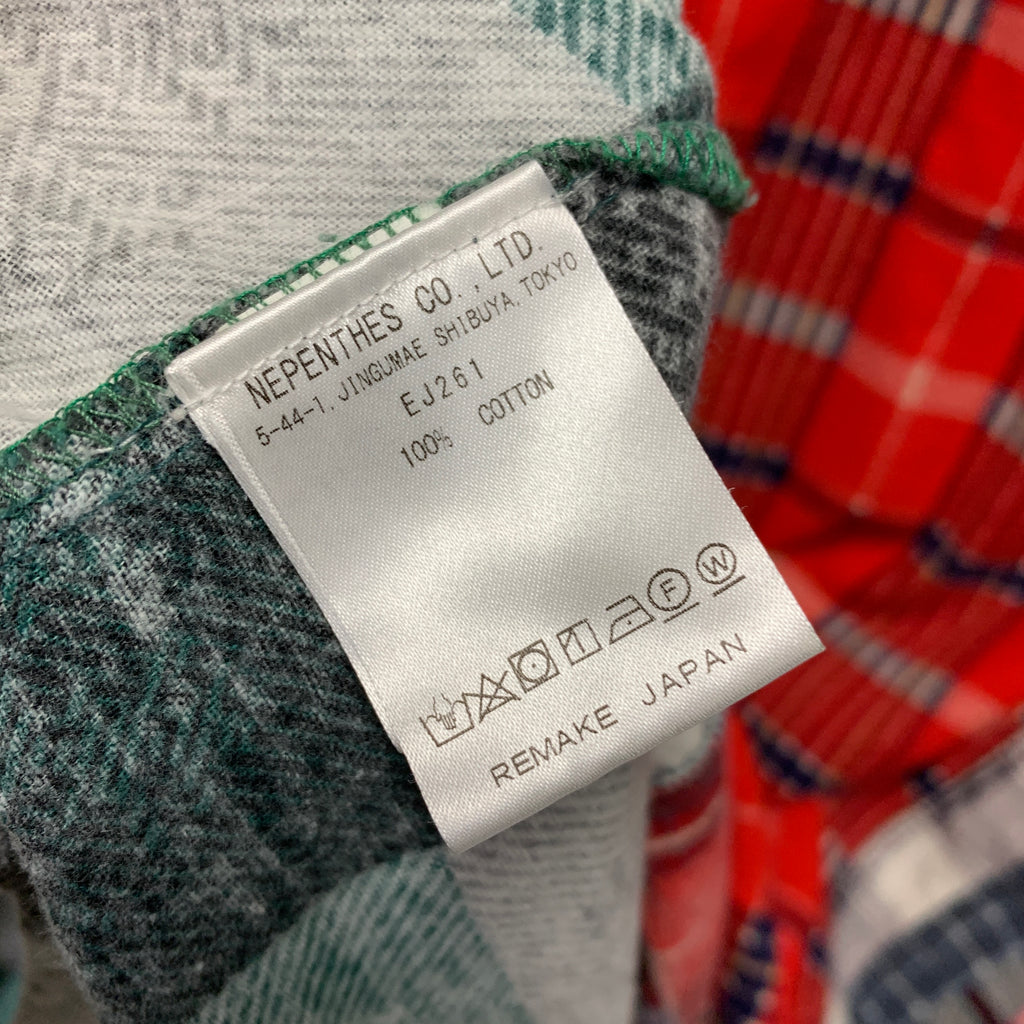 NEPENTHES CO.,LTD.
5-44-1, JINGUMAE SHIBUYA, TOKYO
EJ261
100% COTTON
F W
REMAKE JAPAN